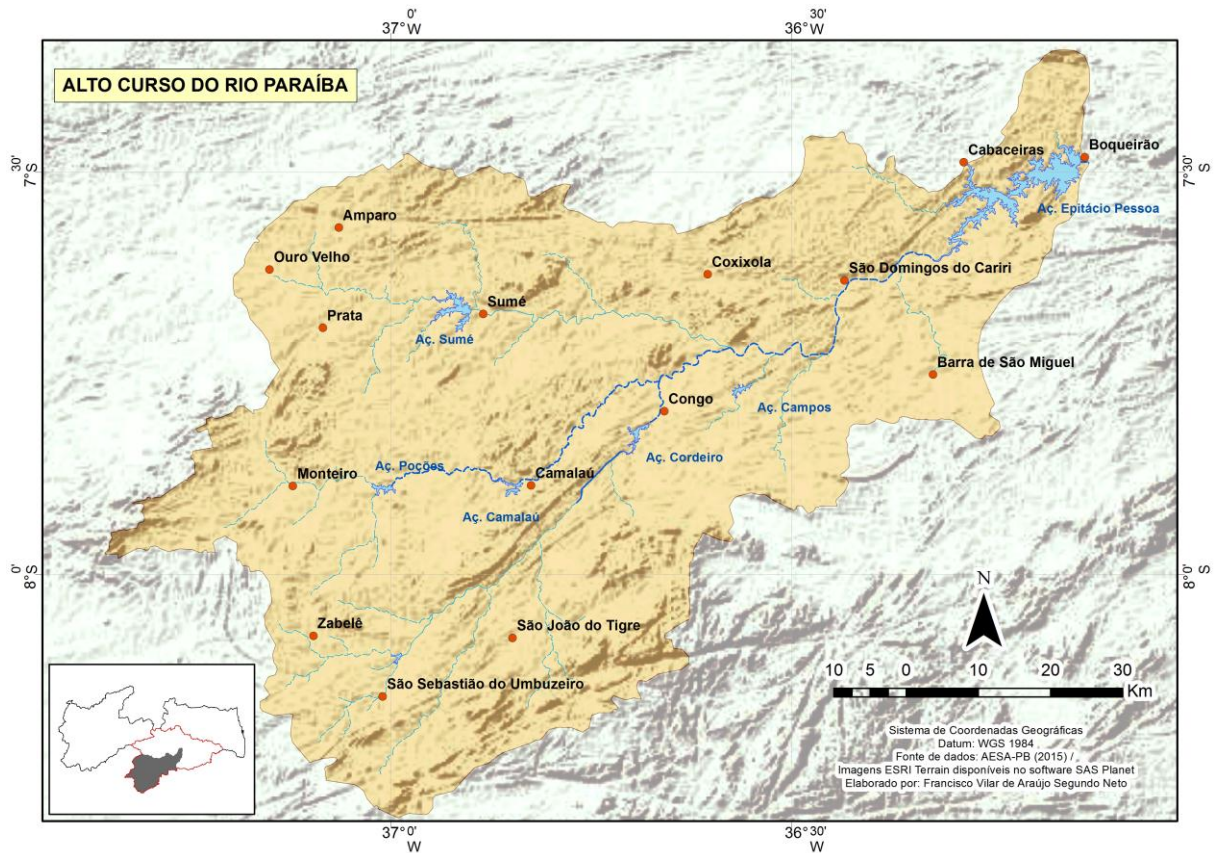 0'
37°W
30'
36°W
ALTO CURSO DO RIO PARAÍBA
30'
7°S
30'
7°S
Cabaceiras
Boqueirão
Aç. Epitácio Pessoa
Amparo
Ouro Velho
Coxixola
São Domingos do Cariri
Prata
Sumé
Aç. Sumé
Barra de São Miguel
Congo
Aç. Campos
Aç. Cordeiro
Monteiro
Aç. Poções
Camalaú
Aç. Camalaú
0'
8°S
0'
8°S
N
Zabelê
São João do Tigre
São Sebastião do Umbuzeiro
10 5 0 10 20 30
Km
Sistema de Coordenadas Geográficas
Datum: WGS 1984
Fonte de dados: AESA-PB (2015) /
Imagens ESRI Terrain disponíveis no software SAS Planet
Elaborado por: Francisco Vilar de Araújo Segundo Neto
37°0'
W
36°30'
W